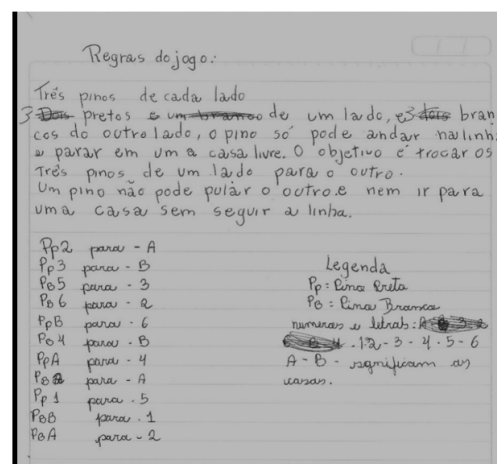 Regras do jogo:
Três pinos de cada lado
3 pretos de um lado, e 3 bran
cos do outro lado, o pino só pode andar na linha
e parar em uma casa livre. O objetivo é trocar os
três pinos de um lado para o outro.
Um pino não pode pular o outro e nem ir para
uma casa sem seguir a linha.
Pp2 para - A
Pp3 para - B
PB5 para - 3
PB6 para - 2
PpB para - 6
PB4 para - B
PpA para - 4
PB2 para - A
Pp1 para - 5
PBB para - 1
PBA para - 2
Legenda
Pp: Pino Preto
PB: Pino Branco
numeros e letras: A
- 1 - 2 - 3 - 4 - 5 - 6
A - B - significam as
casas.